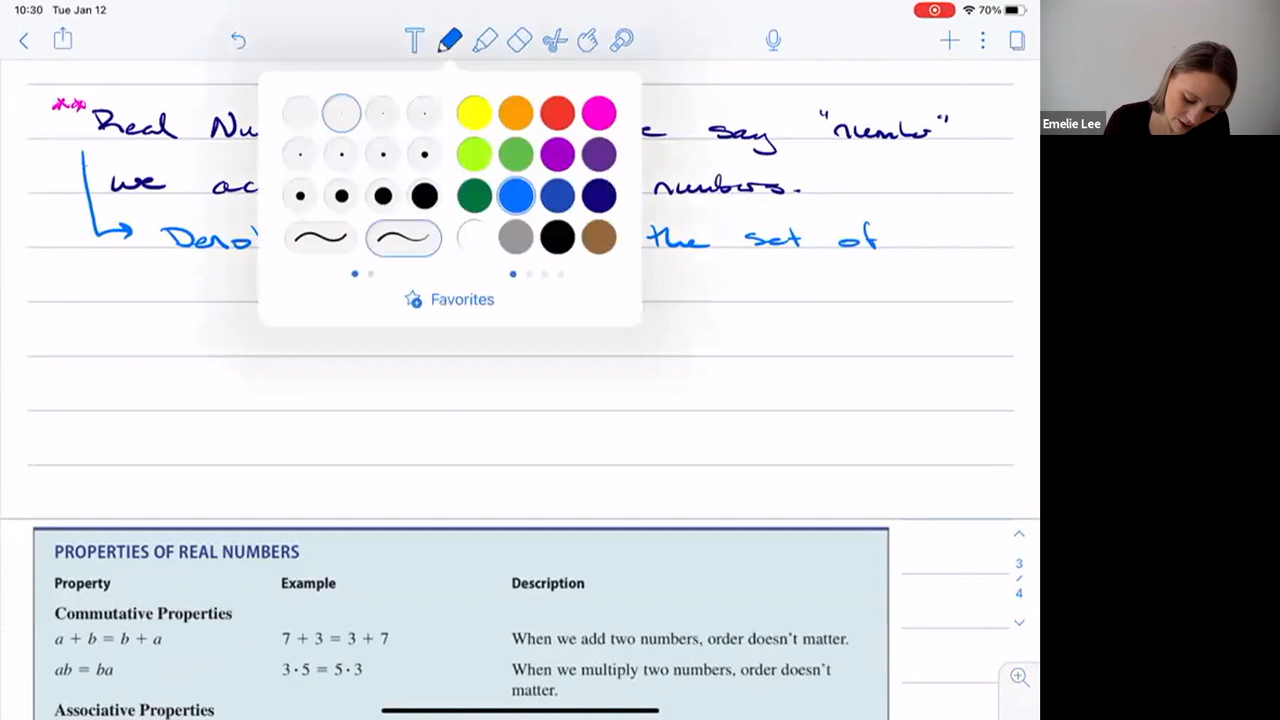 10:30 Tue Jan 12
70%
** Real Nu say "number"
Emelie Lee
we ac numbers.
↳ Deno the set of
Favorites
PROPERTIES OF REAL NUMBERS
3
/
4
Property Example Description
Commutative Properties
a + b = b + a 7 + 3 = 3 + 7 When we add two numbers, order doesn't matter.
ab = ba 3 · 5 = 5 · 3 When we multiply two numbers, order doesn't
matter.
Associative Properties